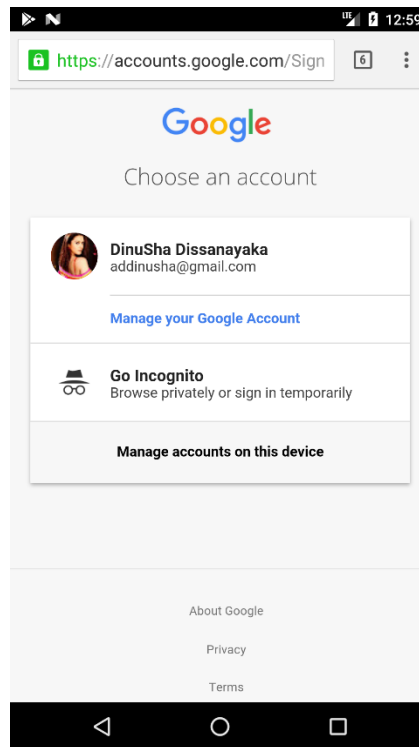 LTE 12:59
https://accounts.google.com/Sign 6
Google
Choose an account
DinuSha Dissanayaka
addinusha@gmail.com
Manage your Google Account
Go Incognito
Browse privately or sign in temporarily
Manage accounts on this device
About Google
Privacy
Terms